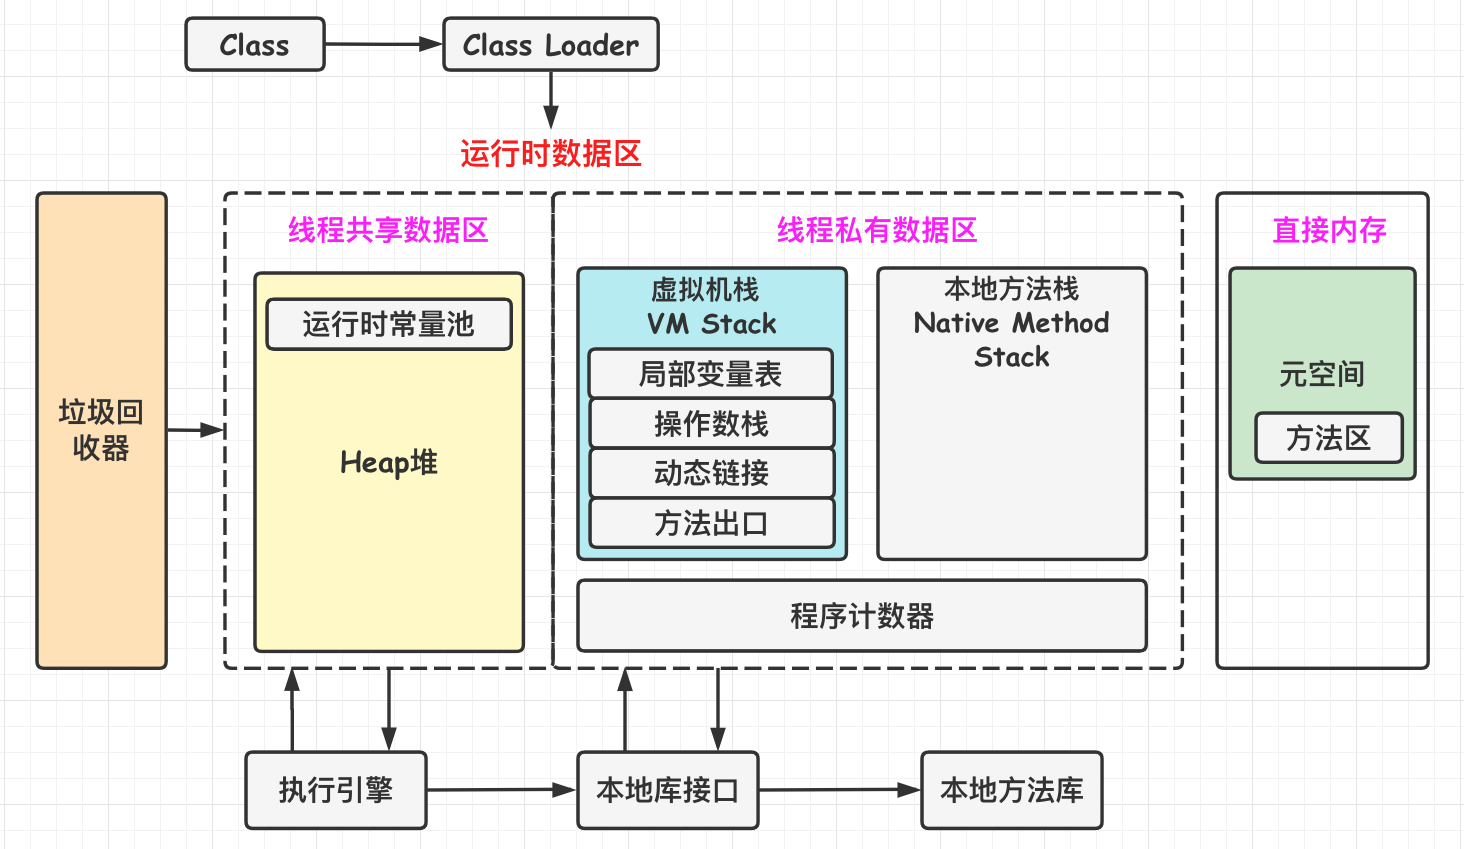 Class
Class Loader
运行时数据区
线程共享数据区
线程私有数据区
直接内存
垃圾回
收器
运行时常量池
Heap堆
虚拟机栈
VM Stack
局部变量表
操作数栈
动态链接
方法出口
本地方法栈
Native Method
Stack
程序计数器
元空间
方法区
执行引擎
本地库接口
本地方法库